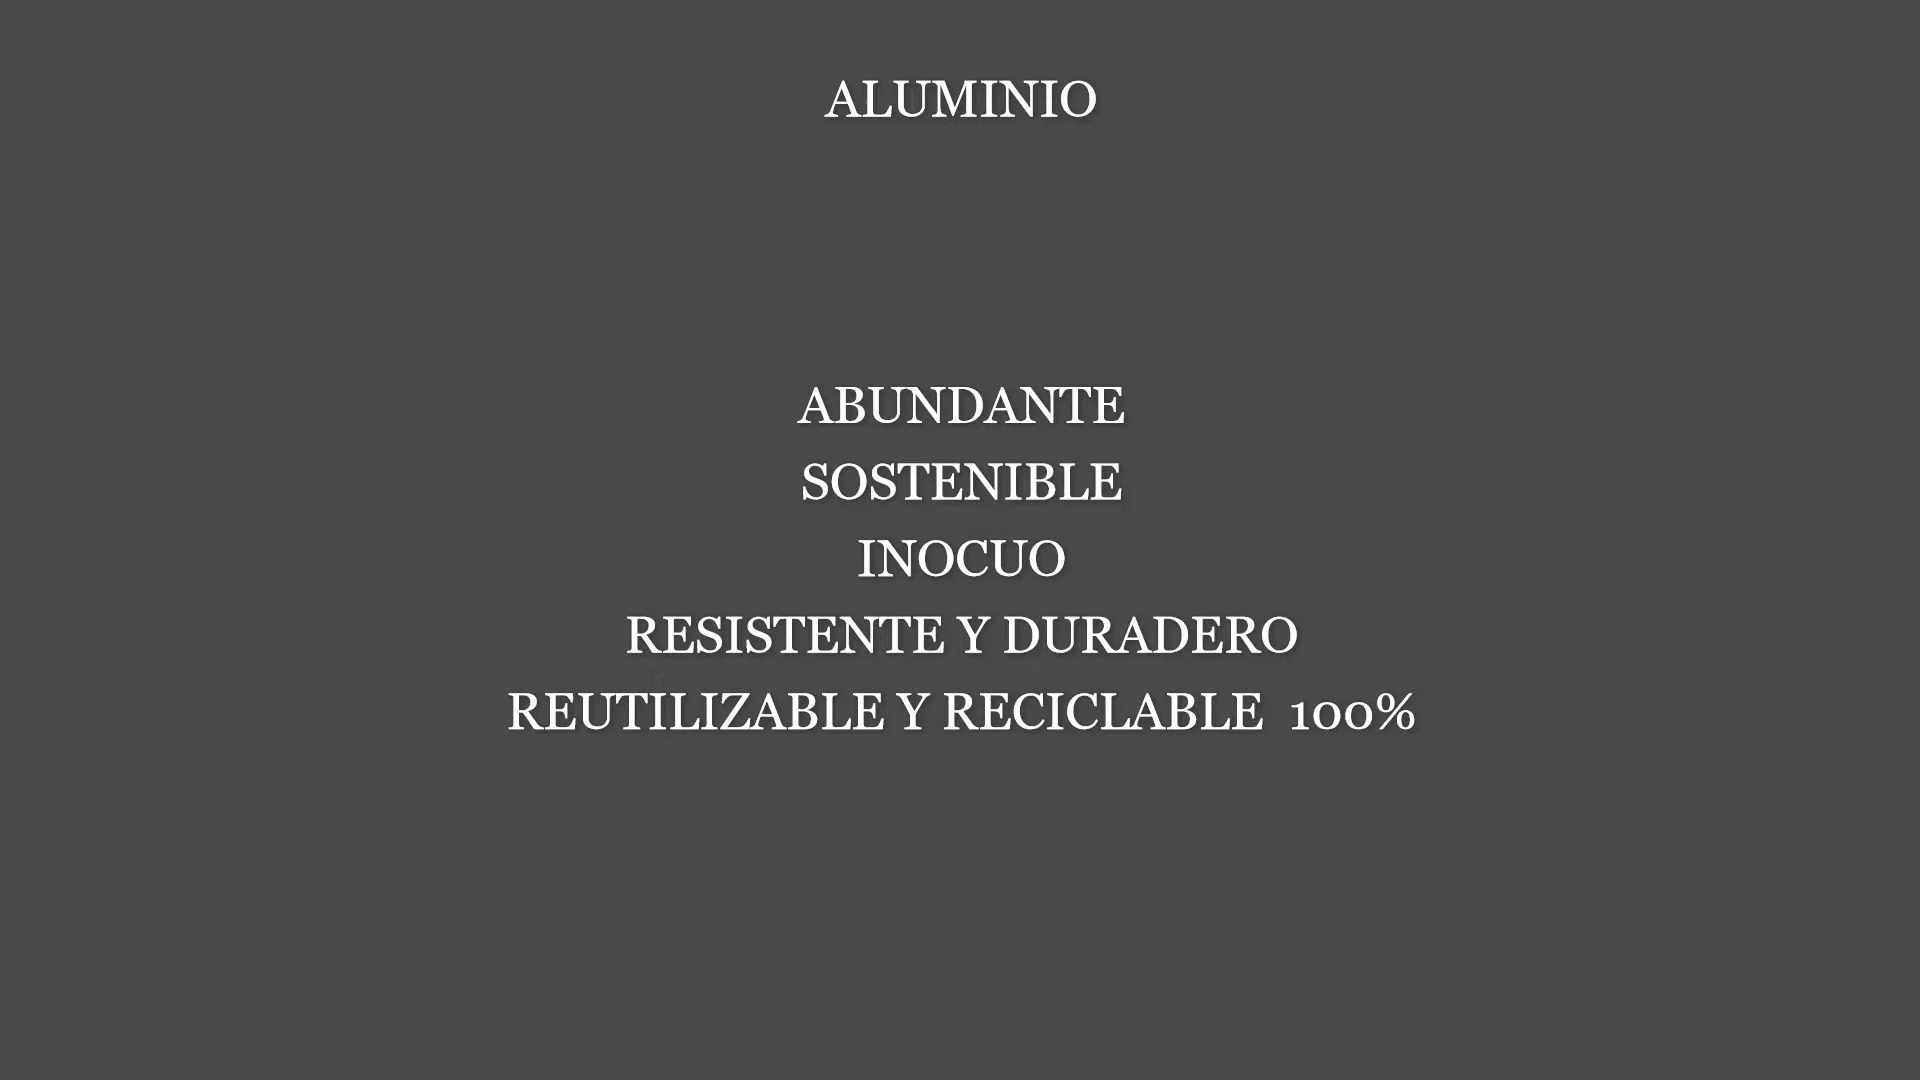 ALUMINIO
ABUNDANTE
SOSTENIBLE
INOCUO
RESISTENTE Y DURADERO
REUTILIZABLE Y RECICLABLE  100%